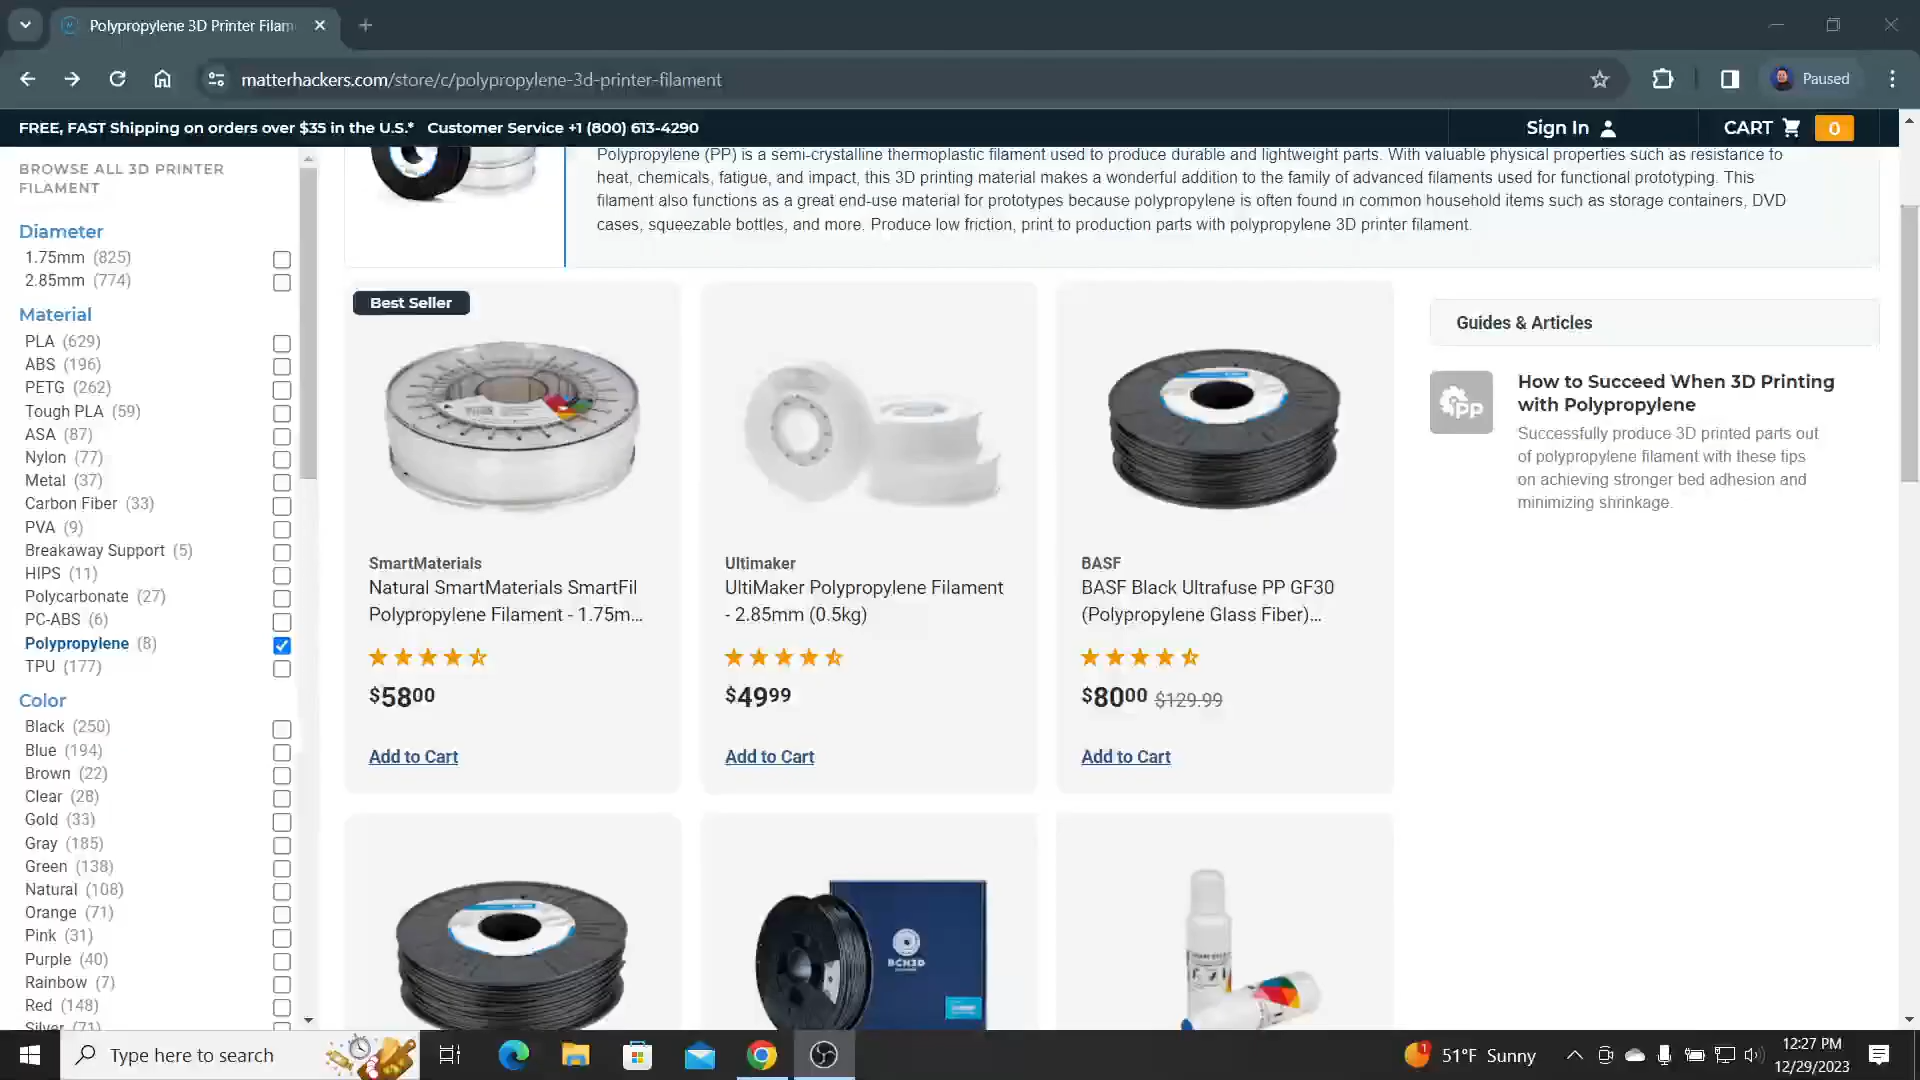 Polypropylene 3D Printer Filam
matterhackers.com/store/c/polypropylene-3d-printer-filament
Paused
FREE, FAST Shipping on orders over $35 in the U.S.* Customer Service +1 (800) 613-4290
Sign In
CART
0
BROWSE ALL 3D PRINTER
FILAMENT
Diameter
1.75mm (825)
2.85mm (774)
Material
PLA (629)
ABS (196)
PETG (262)
Tough PLA (59)
ASA (87)
Nylon (77)
Metal (37)
Carbon Fiber (33)
PVA (9)
Breakaway Support (5)
HIPS (11)
Polycarbonate (27)
PC-ABS (6)
Polypropylene (8)
TPU (177)
Color
Black (250)
Blue (194)
Brown (22)
Clear (28)
Gold (33)
Gray (185)
Green (138)
Natural (108)
Orange (71)
Pink (31)
Purple (40)
Rainbow (7)
Red (148)
Silver (71)
Polypropylene (PP) is a semi-crystalline thermoplastic filament used to produce durable and lightweight parts. With valuable physical properties such as resistance to
heat, chemicals, fatigue, and impact, this 3D printing material makes a wonderful addition to the family of advanced filaments used for functional prototyping. This
filament also functions as a great end-use material for prototypes because polypropylene is often found in common household items such as storage containers, DVD
cases, squeezable bottles, and more. Produce low friction, print to production parts with polypropylene 3D printer filament.
Best Seller
SmartMaterials
Natural SmartMaterials SmartFil
Polypropylene Filament - 1.75m...
$5800
Add to Cart
Ultimaker
UltiMaker Polypropylene Filament
- 2.85mm (0.5kg)
$4999
Add to Cart
BASF
BASF Black Ultrafuse PP GF30
(Polypropylene Glass Fiber)...
$8000 $129.99
Add to Cart
BCN3D
Guides & Articles
PP
How to Succeed When 3D Printing
with Polypropylene
Successfully produce 3D printed parts out
of polypropylene filament with these tips
on achieving stronger bed adhesion and
minimizing shrinkage.
Type here to search
1
51°F Sunny
12:27 PM
12/29/2023